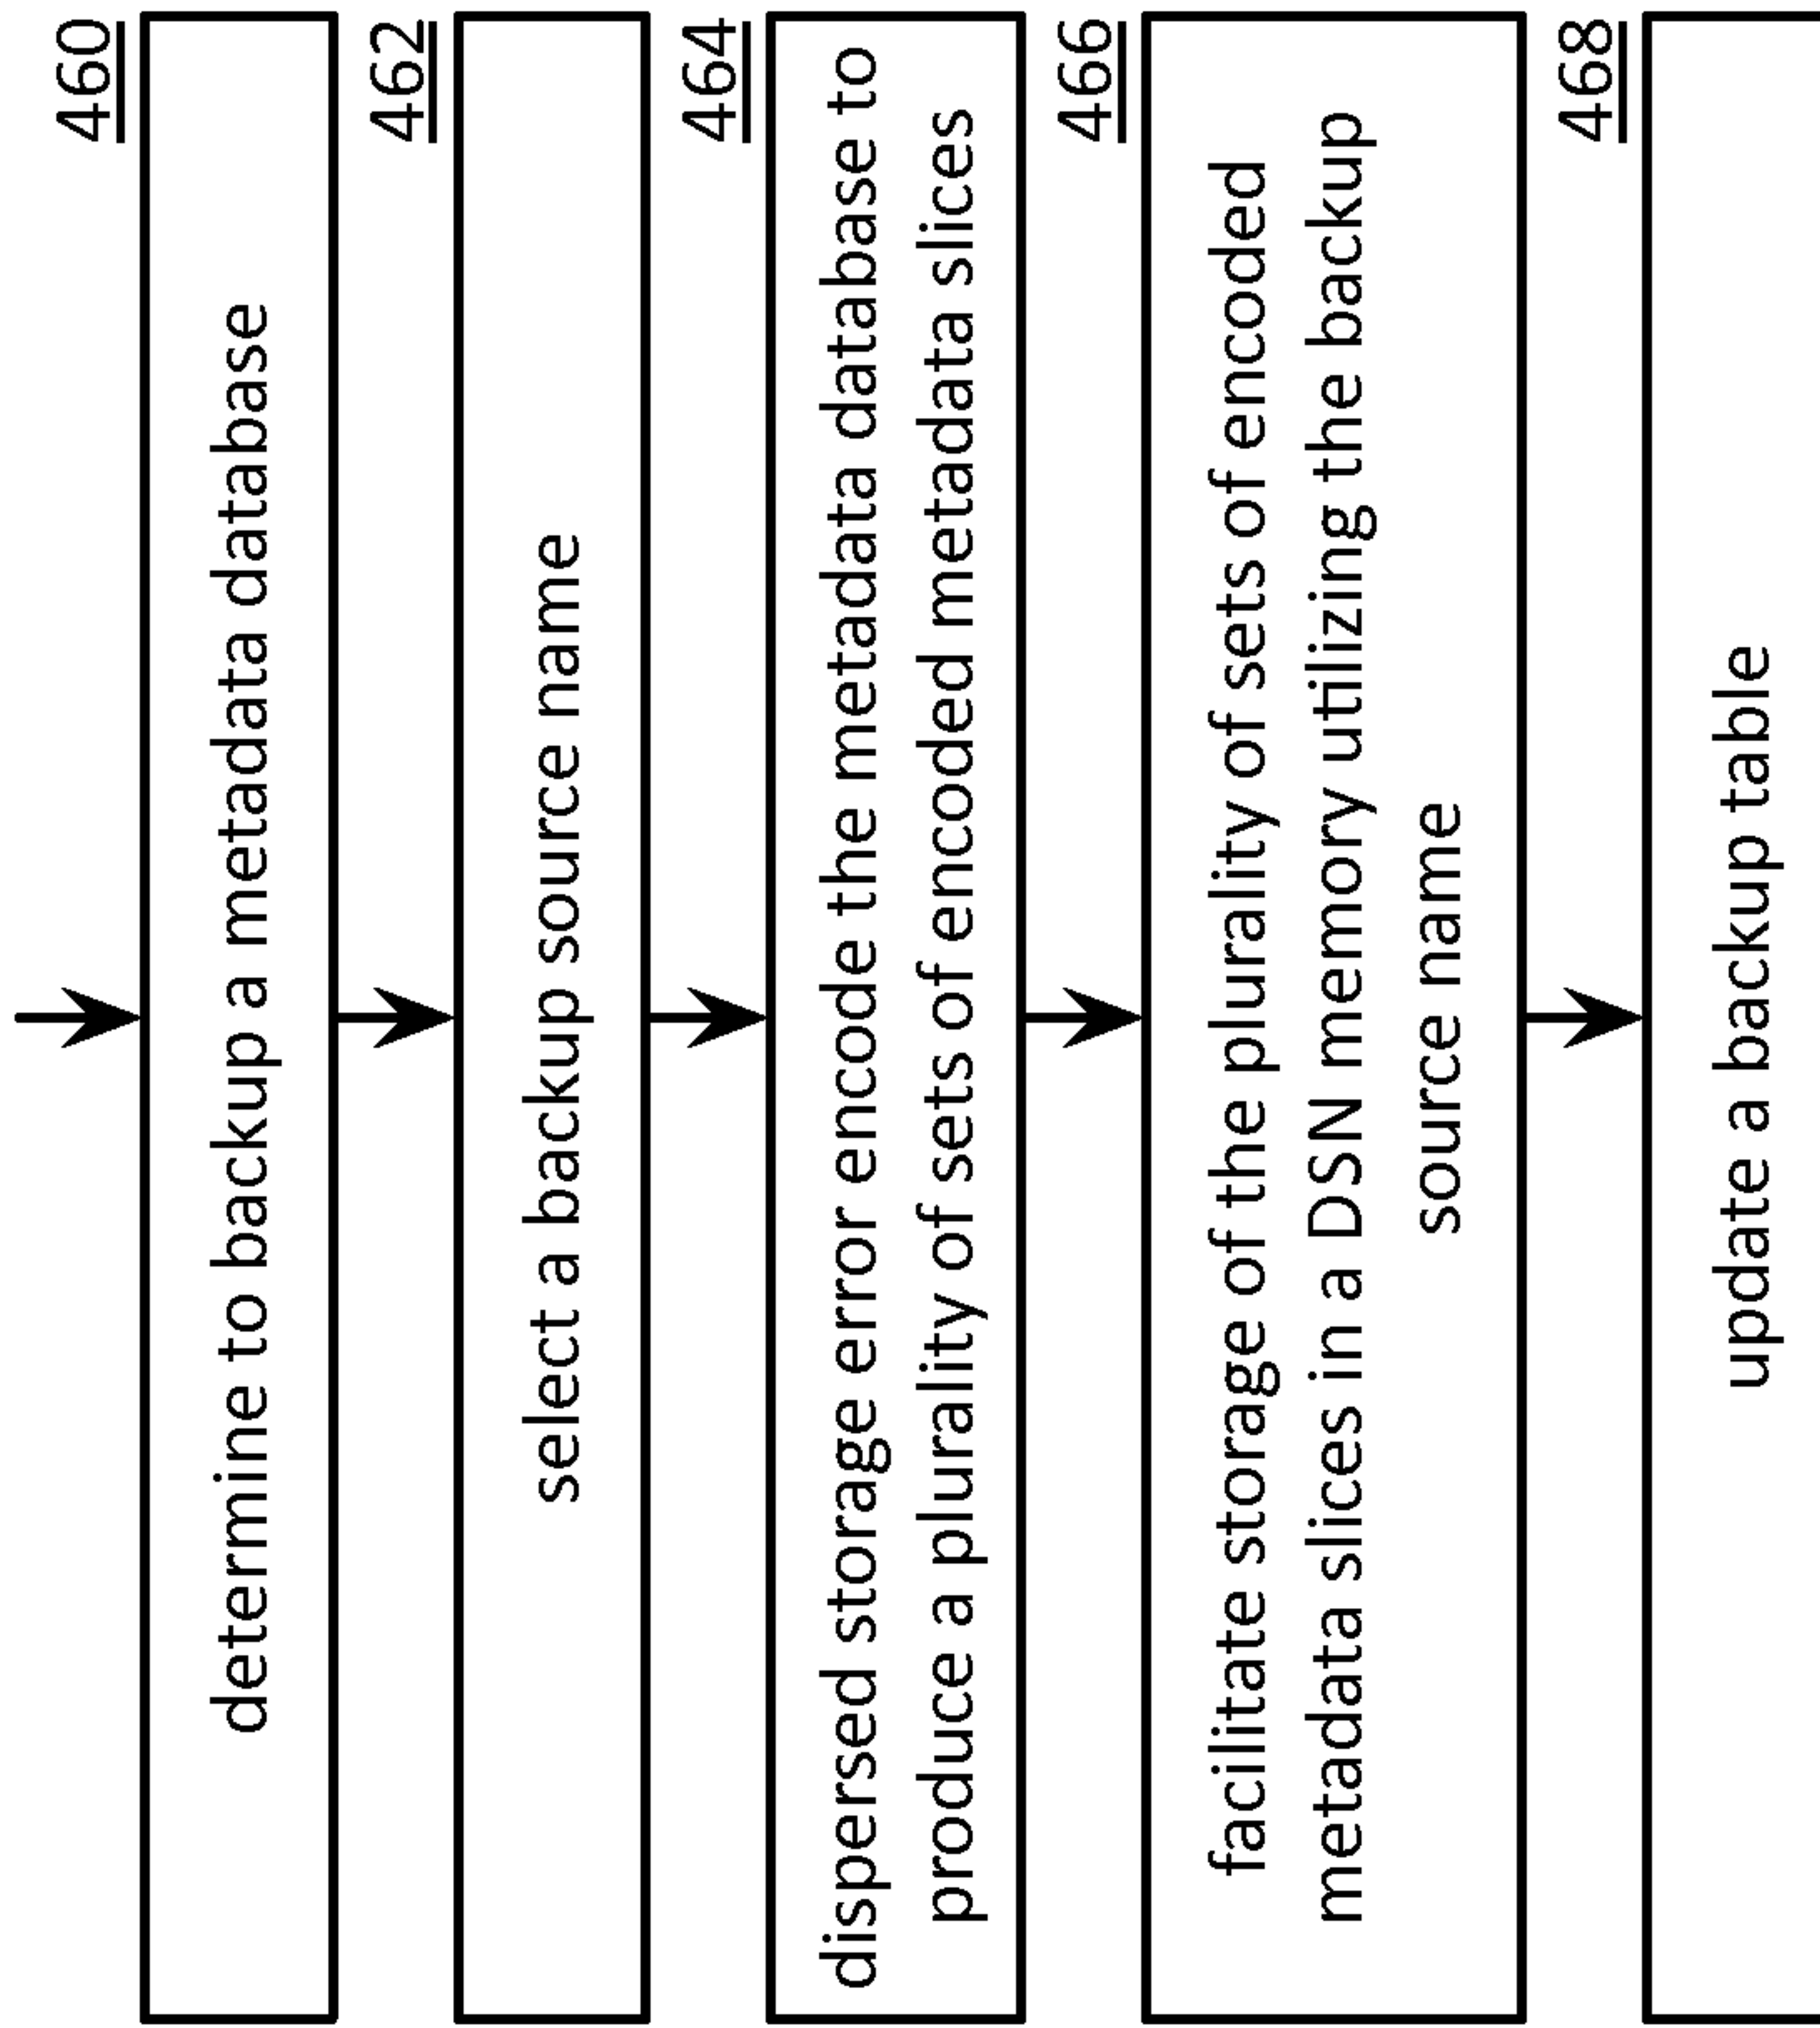 460
determine to backup a metadata database
462
select a backup source name
464
dispersed storage error encode the metadata database to
produce a plurality of sets of encoded metadata slices
466
facilitate storage of the plurality of sets of encoded
metadata slices in a DSN memory utilizing the backup
source name
468
update a backup table